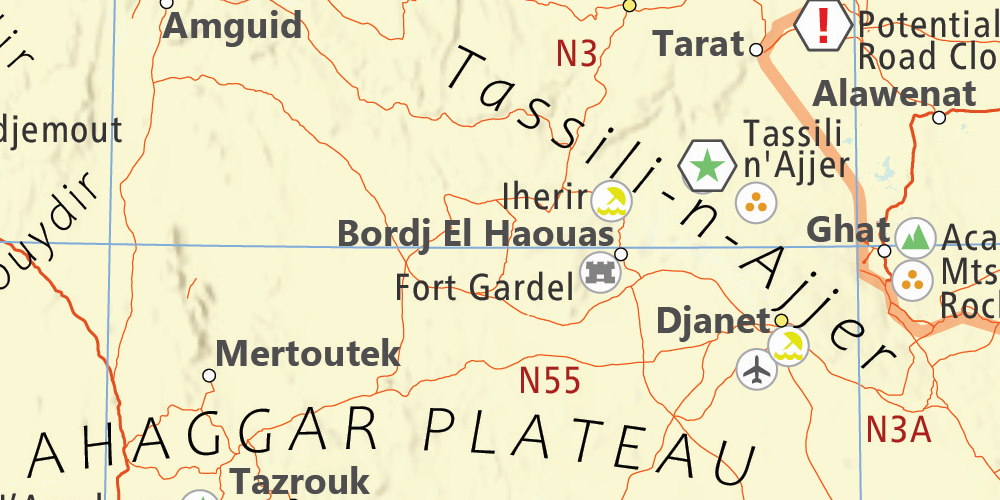 Amguid
N3
Tarat
!
Potential
Road Clo
Alawenat
djemout
Tassili
n'Ajjer
Tassili-n-Ajjer
Iherir
Bordj El Haouas
Ghat
Aca
Mts
Roc
Fort Gardel
Djanet
Mertoutek
N55
N3A
AHAGGAR PLATEAU
Tazrouk